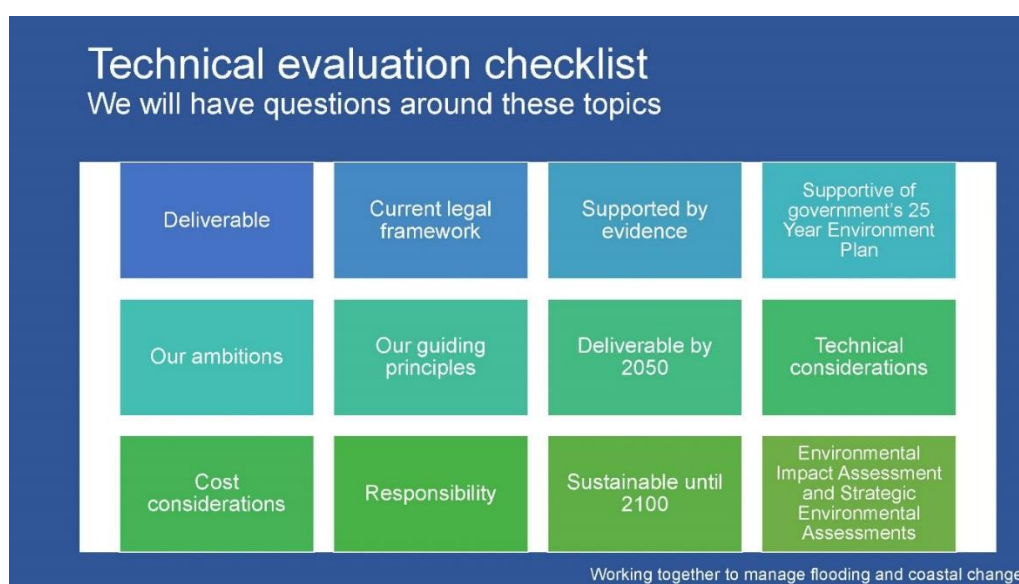 Technical evaluation checklist
We will have questions around these topics
Deliverable
Current legal
framework
Supported by
evidence
Supportive of
government's 25
Year Environment
Plan
Our ambitions
Our guiding
principles
Deliverable by
2050
Technical
considerations
Cost
considerations
Responsibility
Sustainable until
2100
Environmental
Impact Assessment
and Strategic
Environmental
Assessments
Working together to manage flooding and coastal change